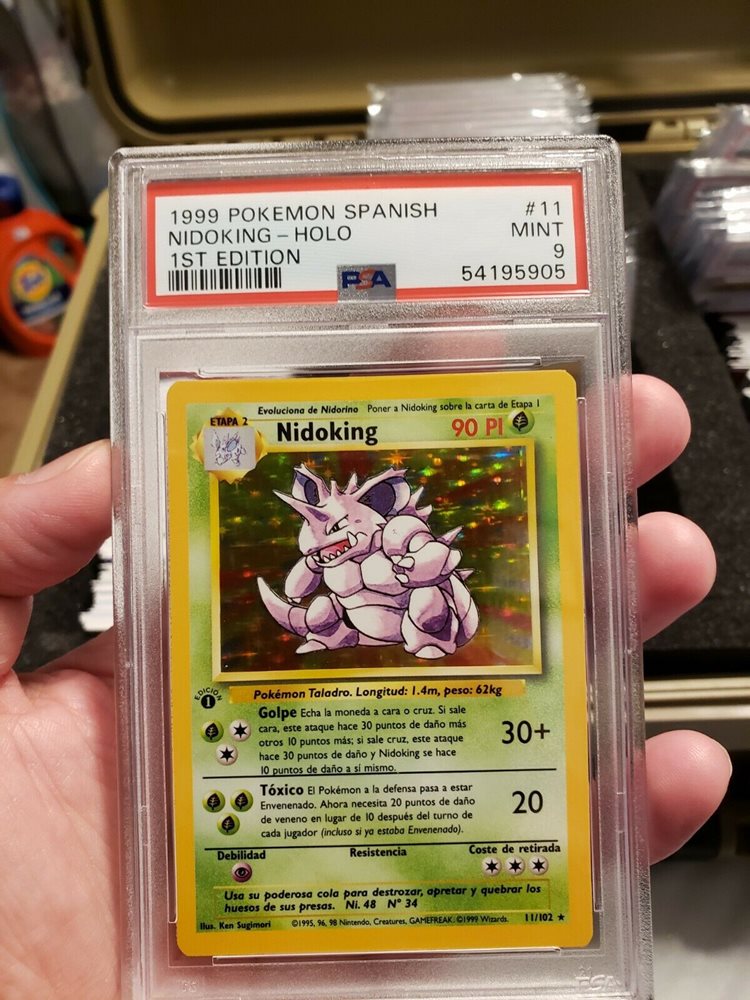 1999 POKEMON SPANISH #11
NIDOKING - HOLO MINT
1ST EDITION 9
PSA 54195905
Evoluciona de Nidorino Poner a Nidoking sobre la carta de Etapa 1
ETAPA 2
Nidoking 90 PI
Pokémon Taladro. Longitud: 1.4m, peso: 62kg
EDICION
1
Golpe Echa la moneda a cara o cruz. Si sale
cara, este ataque hace 30 puntos de daño más
otros 10 puntos más; si sale cruz, este ataque
hace 30 puntos de daño y Nidoking se hace
10 puntos de daño a sí mismo.
30+
Tóxico El Pokémon a la defensa pasa a estar
Envenenado. Ahora necesita 20 puntos de daño
de veneno en lugar de 10 después del turno de
cada jugador (incluso si ya estaba Envenenado).
20
Debilidad Resistencia Coste de retirada
Usa su poderosa cola para destrozar, apretar y quebrar los
huesos de sus presas. Ni. 48 N° 34
Ilus. Ken Sugimori ©1995, 96, 98 Nintendo, Creatures, GAMEFREAK. ©1999 Wizards. 11/102 ★
PSA
Tide